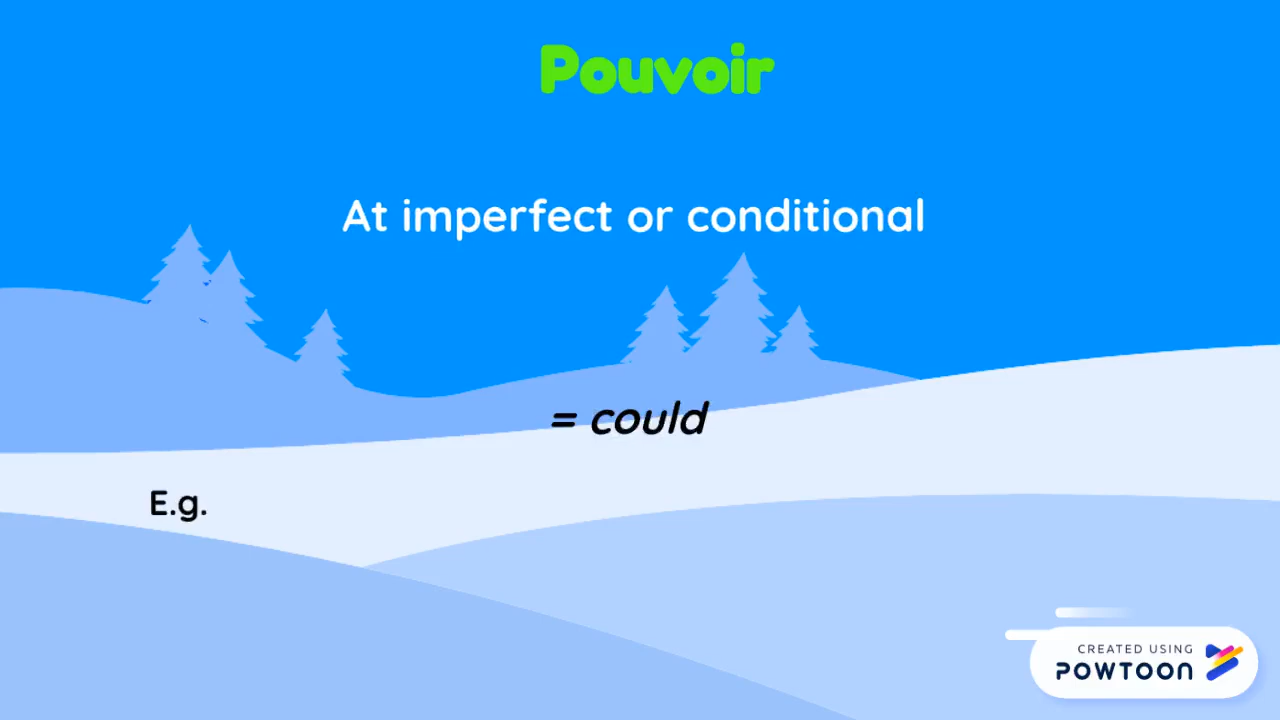 Pouvoir
At imperfect or conditional
= could
E.g.
CREATED USING
POWTOON